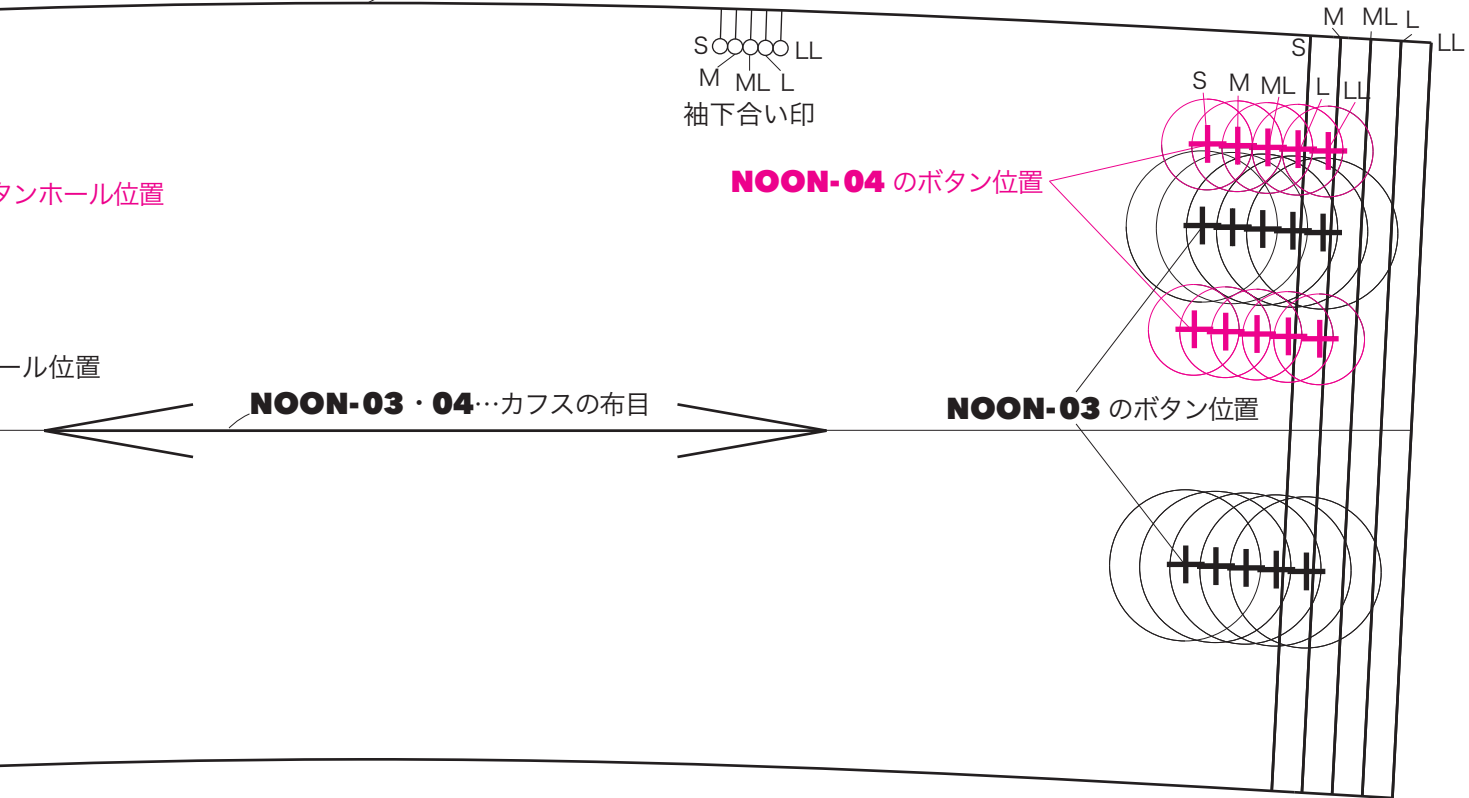 M ML L
S LL
S LL
M ML L
袖下合い印
S M ML L LL
NOON-04 のボタン位置
タンホール位置
ール位置
NOON-03・04…カフスの布目
NOON-03 のボタン位置